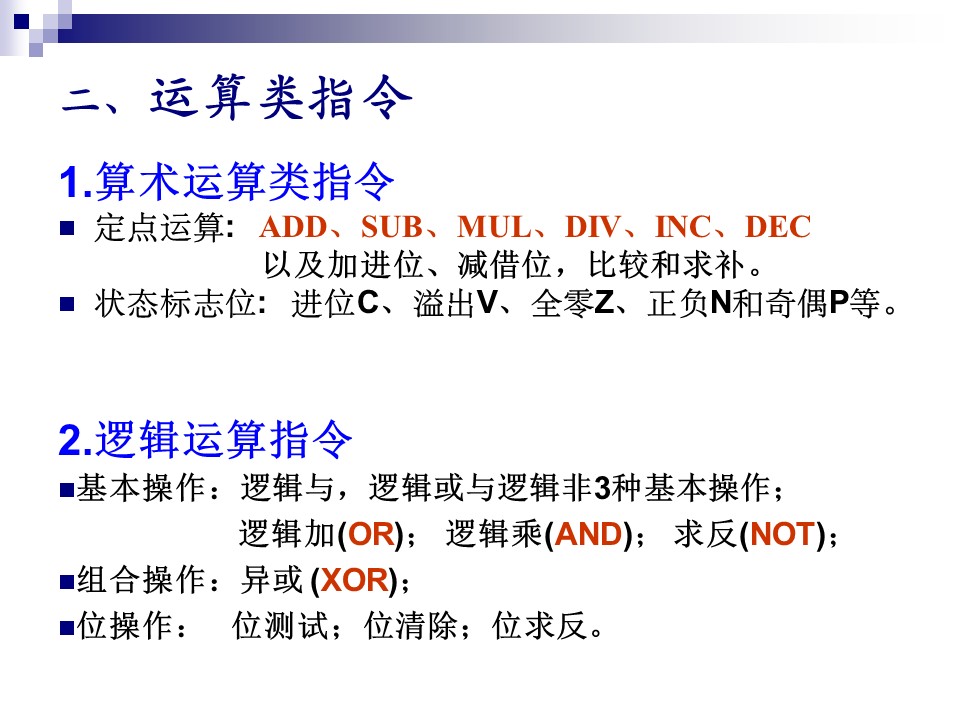 二、运算类指令
1.算术运算类指令
■ 定点运算: ADD、SUB、MUL、DIV、INC、DEC
以及加进位、减借位，比较和求补。
■ 状态标志位: 进位C、溢出V、全零Z、正负N和奇偶P等。
2.逻辑运算指令
■基本操作：逻辑与，逻辑或与逻辑非3种基本操作；
逻辑加(OR)； 逻辑乘(AND)； 求反(NOT)；
■组合操作：异或 (XOR)；
■位操作： 位测试；位清除；位求反。